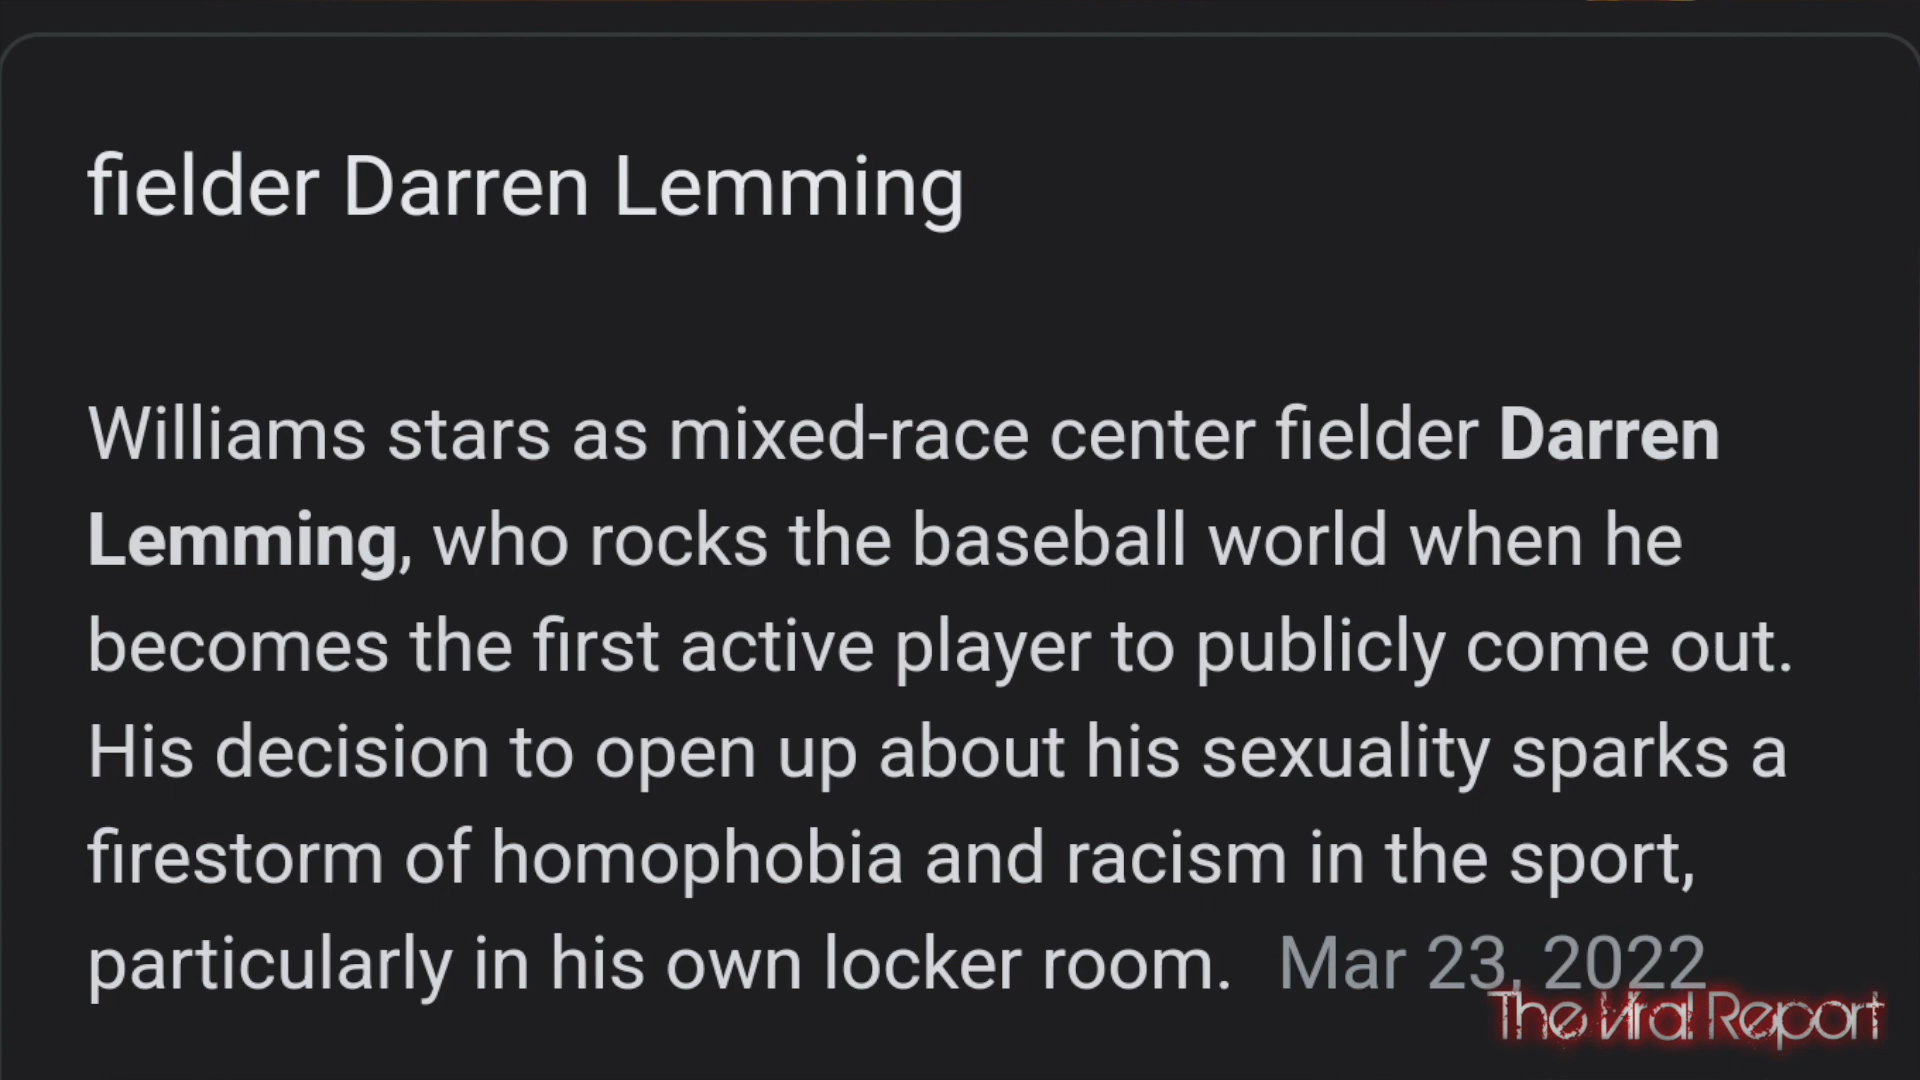 fielder Darren Lemming
Williams stars as mixed-race center fielder Darren
Lemming, who rocks the baseball world when he
becomes the first active player to publicly come out.
His decision to open up about his sexuality sparks a
firestorm of homophobia and racism in the sport,
particularly in his own locker room. Mar 23, 2022
The Viral Report